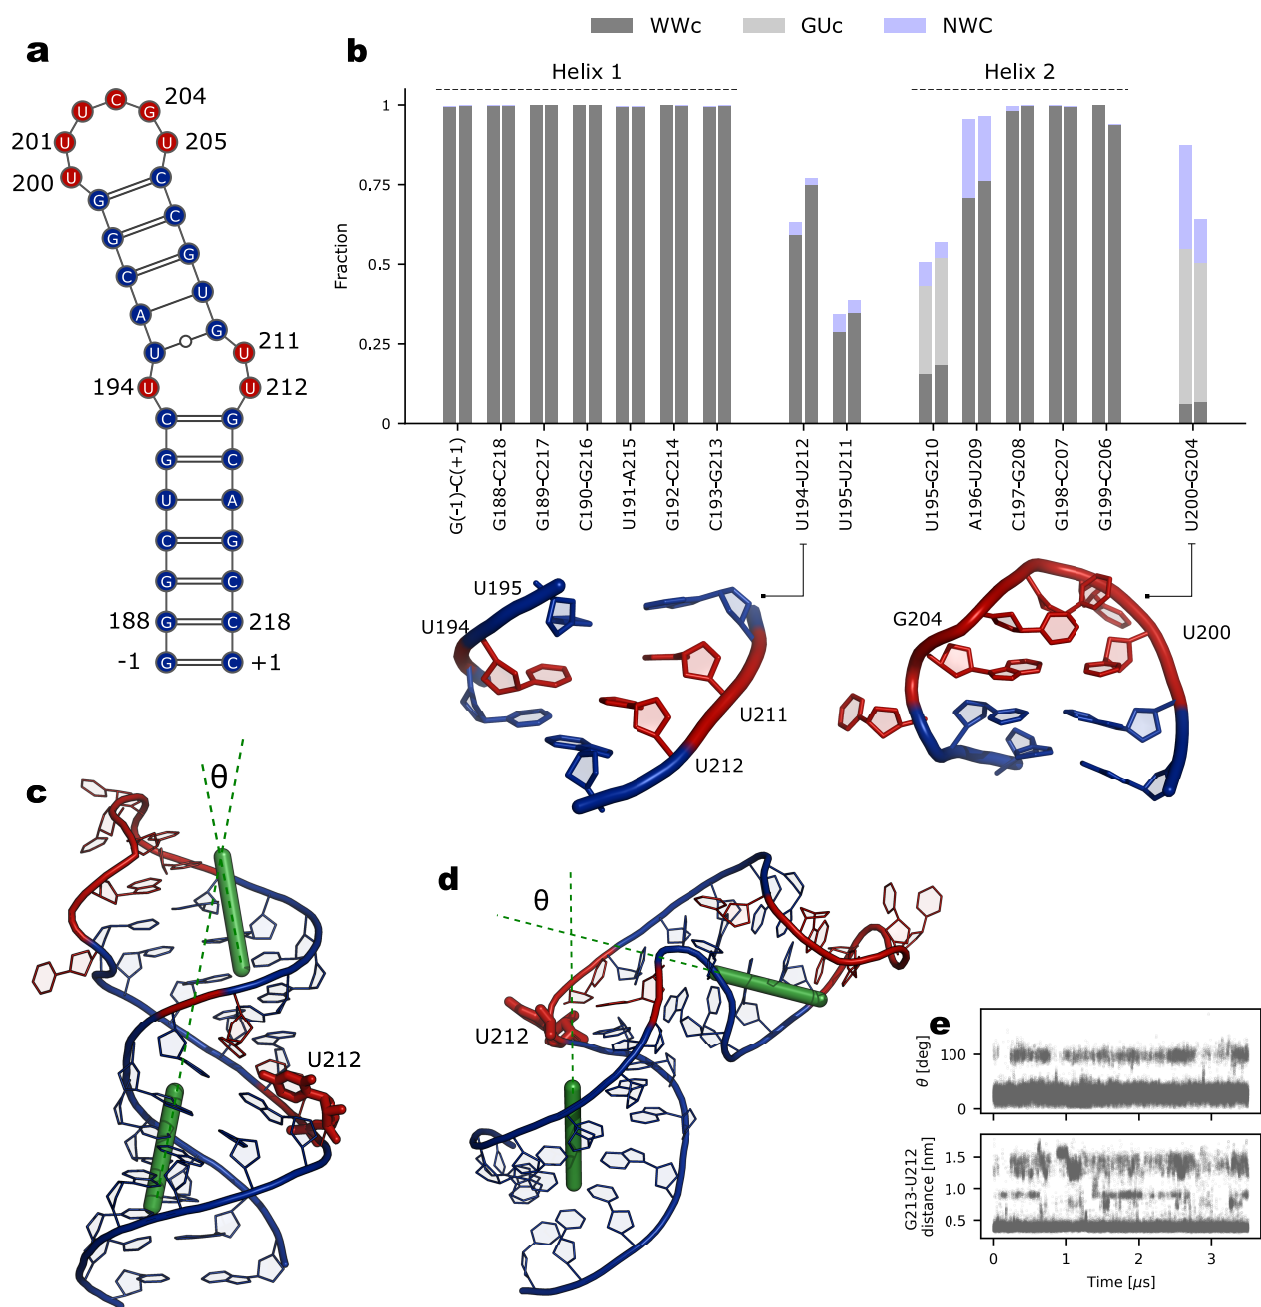 WWc GUc NWC
a
b
Helix 1 Helix 2
U C G 204
201 U U 205
200 U C
G C
G G
C U
A G
U U 211
194 U U 212
C G
G C
U A
C G
G C
188 G C 218
-1 G C +1
Fraction
1
0.75
0.5
0.25
0
G(-1)-C(+1)
G188-C218
G189-C217
C190-G216
U191-A215
G192-C214
C193-G213
U194-U212
U195-U211
U195-G210
A196-U209
C197-G208
G198-C207
G199-C206
U200-G204
U195
U194
U211
U212
G204
U200
c
θ
U212
d
θ
U212
e
θ [deg]
100
0
G213-U212
distance [nm]
1.5
1.0
0.5
0 1 2 3
Time [μs]